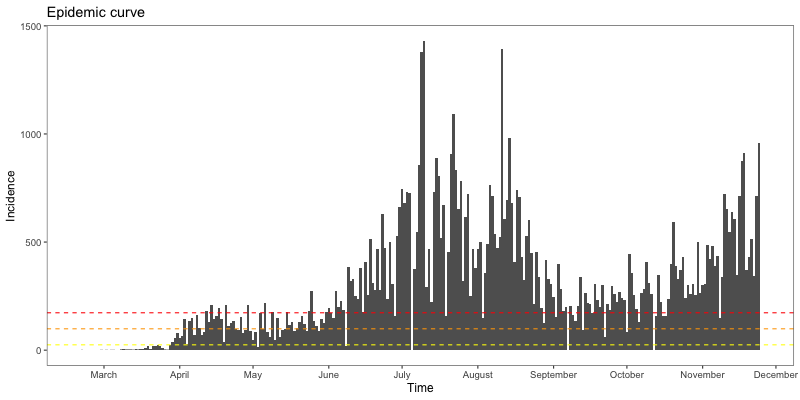 Epidemic curve
1500
1000
500
0
Incidence
March April May June July August September October November December
Time